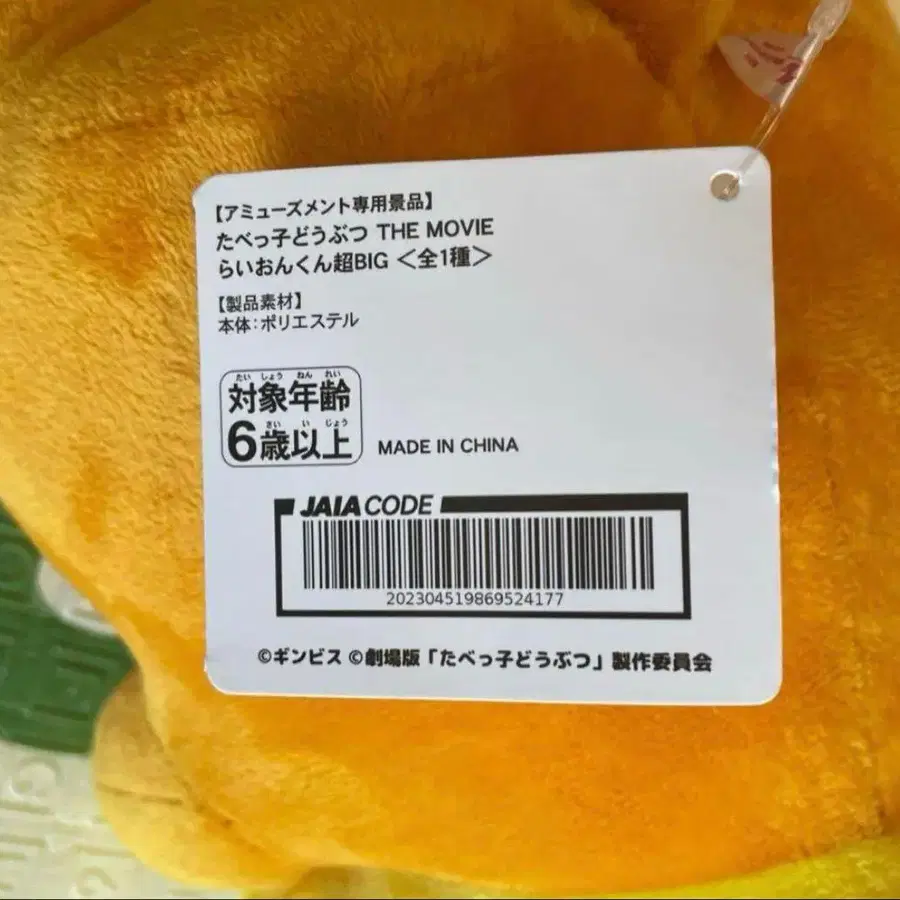 【アミューズメント専用景品】
たべっ子どうぶつ THE MOVIE
らいおんくん超BIG ＜全1種＞
【製品素材】
本体：ポリエステル
たい しょう ねん れい
対象年齢
さい い じょう
6歳以上
MADE IN CHINA
JAIA CODE
202304519869524177
©ギンビス ©劇場版「たべっ子どうぶつ」製作委員会